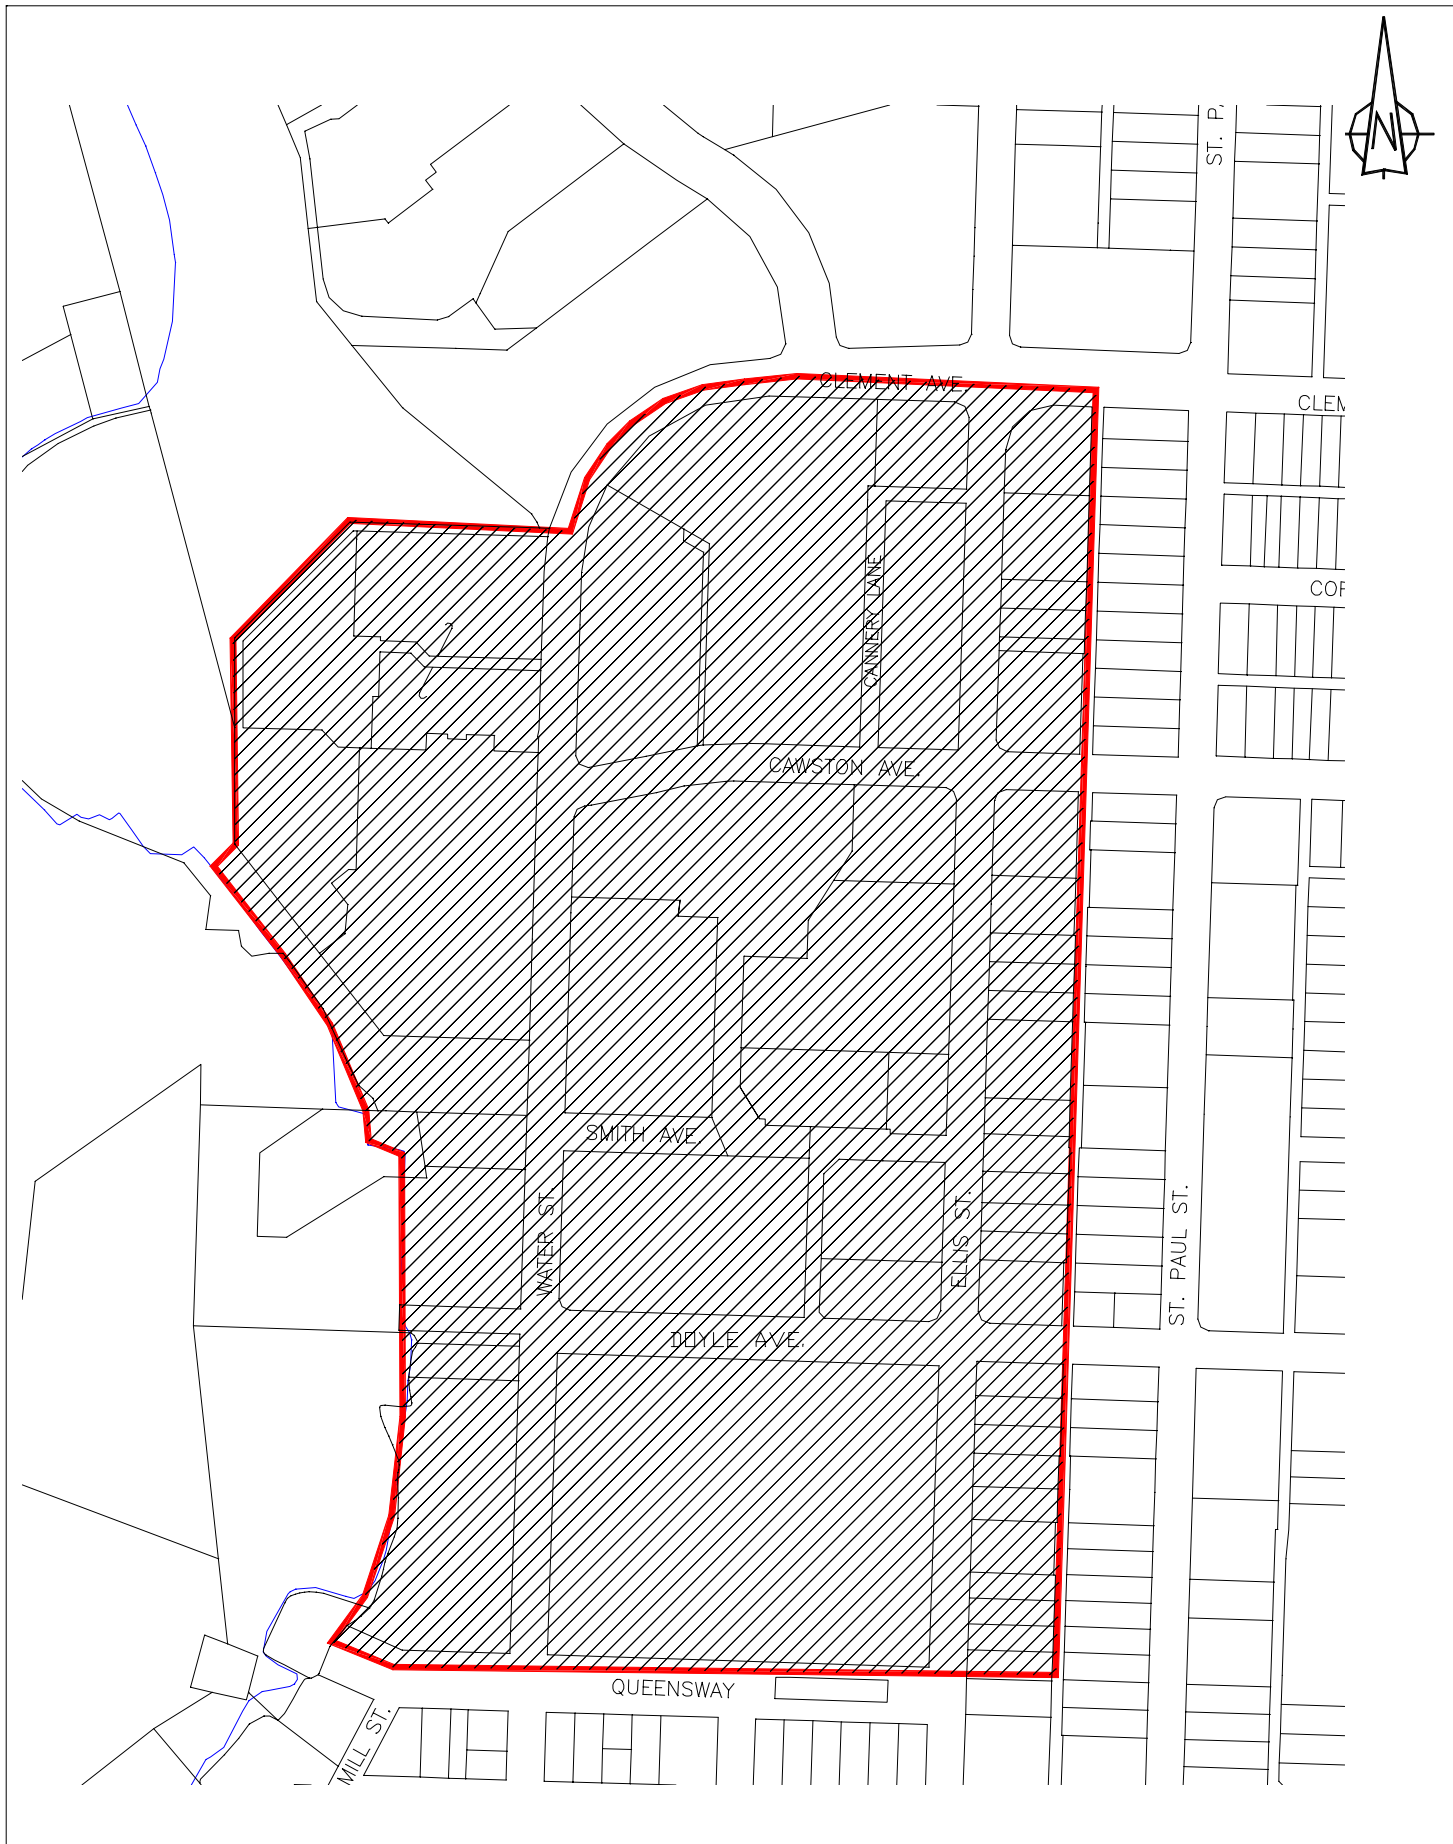 N
ST. PA
CLEMENT AVE.
CLEM
CANNERY LANE
COR
CAWSTON AVE.
SMITH AVE.
WATER ST.
ELLIS ST.
ST. PAUL ST.
DOYLE AVE.
QUEENSWAY
MILL ST.